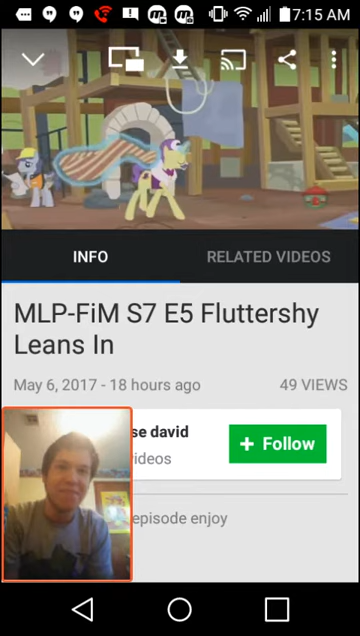 7:15 AM
INFO
RELATED VIDEOS
MLP-FiM S7 E5 Fluttershy
Leans In
May 6, 2017 - 18 hours ago
49 VIEWS
se david
ideos
+ Follow
episode enjoy